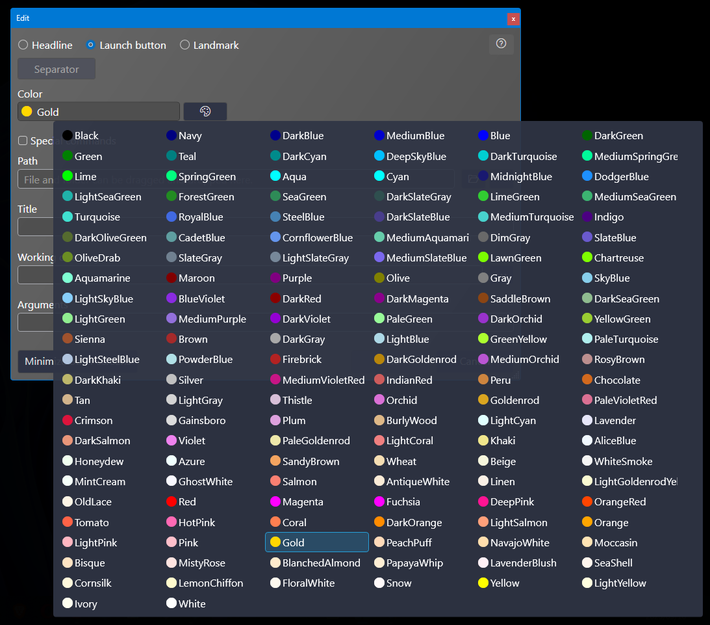 Edit
x
Headline Launch button Landmark
Separator
Color
Gold
Black Navy DarkBlue MediumBlue Blue DarkGreen
Green Teal DarkCyan DeepSkyBlue DarkTurquoise MediumSpringGre
Lime SpringGreen Aqua Cyan MidnightBlue DodgerBlue
LightSeaGreen ForestGreen SeaGreen DarkSlateGray LimeGreen MediumSeaGreen
Turquoise RoyalBlue SteelBlue DarkSlateBlue MediumTurquoise Indigo
DarkOliveGreen CadetBlue CornflowerBlue MediumAquamari DimGray SlateBlue
OliveDrab SlateGray LightSlateGray MediumSlateBlue LawnGreen Chartreuse
Aquamarine Maroon Purple Olive Gray SkyBlue
LightSkyBlue BlueViolet DarkRed DarkMagenta SaddleBrown DarkSeaGreen
LightGreen MediumPurple DarkViolet PaleGreen DarkOrchid YellowGreen
Sienna Brown DarkGray LightBlue GreenYellow PaleTurquoise
LightSteelBlue PowderBlue Firebrick DarkGoldenrod MediumOrchid RosyBrown
DarkKhaki Silver MediumVioletRed IndianRed Peru Chocolate
Tan LightGray Thistle Orchid Goldenrod PaleVioletRed
Crimson Gainsboro Plum BurlyWood LightCyan Lavender
DarkSalmon Violet PaleGoldenrod LightCoral Khaki AliceBlue
Honeydew Azure SandyBrown Wheat Beige WhiteSmoke
MintCream GhostWhite Salmon AntiqueWhite Linen LightGoldenrodYel
OldLace Red Magenta Fuchsia DeepPink OrangeRed
Tomato HotPink Coral DarkOrange LightSalmon Orange
LightPink Pink Gold PeachPuff NavajoWhite Moccasin
Bisque MistyRose BlanchedAlmond PapayaWhip LavenderBlush SeaShell
Cornsilk LemonChiffon FloralWhite Snow Yellow LightYellow
Ivory White
Spec
Path
File an
Title
Working
Argume
Minim